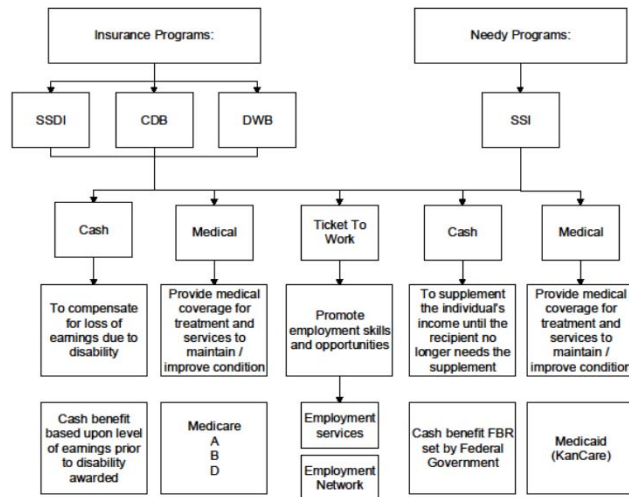 Insurance Programs:
Needy Programs:
SSDI
CDB
DWB
SSI
Cash
Medical
Ticket To
Work
Cash
Medical
To compensate
for loss of
earnings due to
disability
Provide medical
coverage for
treatment and
services to
maintain /
improve condition
Promote
employment skills
and opportunities
To supplement
the individual's
income until the
recipient no
longer needs the
supplement
Provide medical
coverage for
treatment and
services to
maintain /
improve condition
Cash benefit
based upon level
of earnings prior
to disability
awarded
Medicare
A
B
D
Employment
services
Employment
Network
Cash benefit FBR
set by Federal
Government
Medicaid
(KanCare)